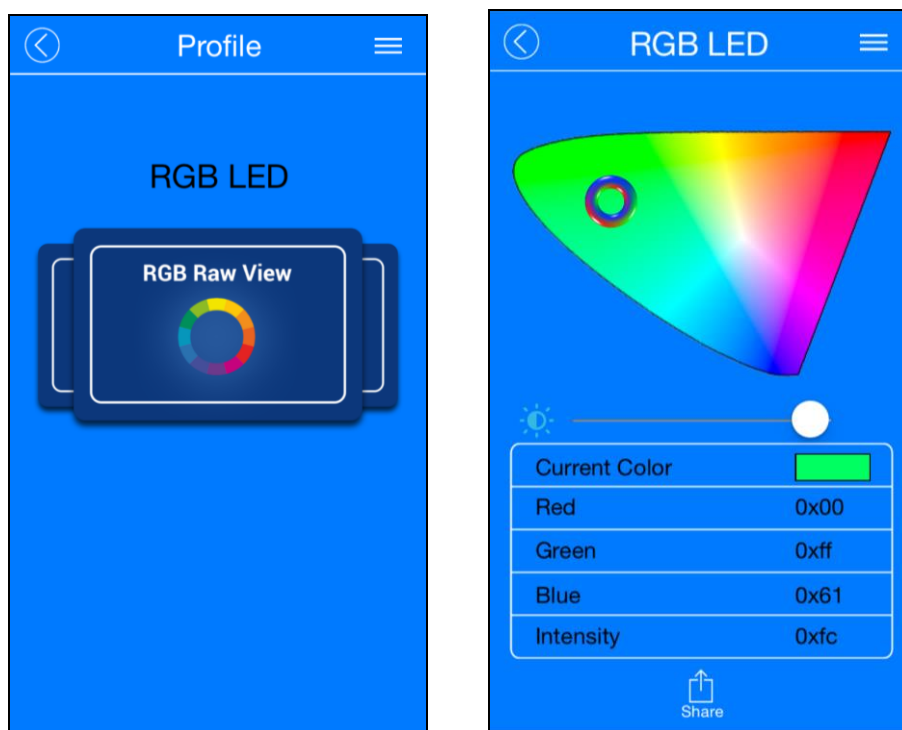 Profile
RGB LED
RGB Raw View
RGB LED
Current Color
Red 0x00
Green 0xff
Blue 0x61
Intensity 0xfc
Share